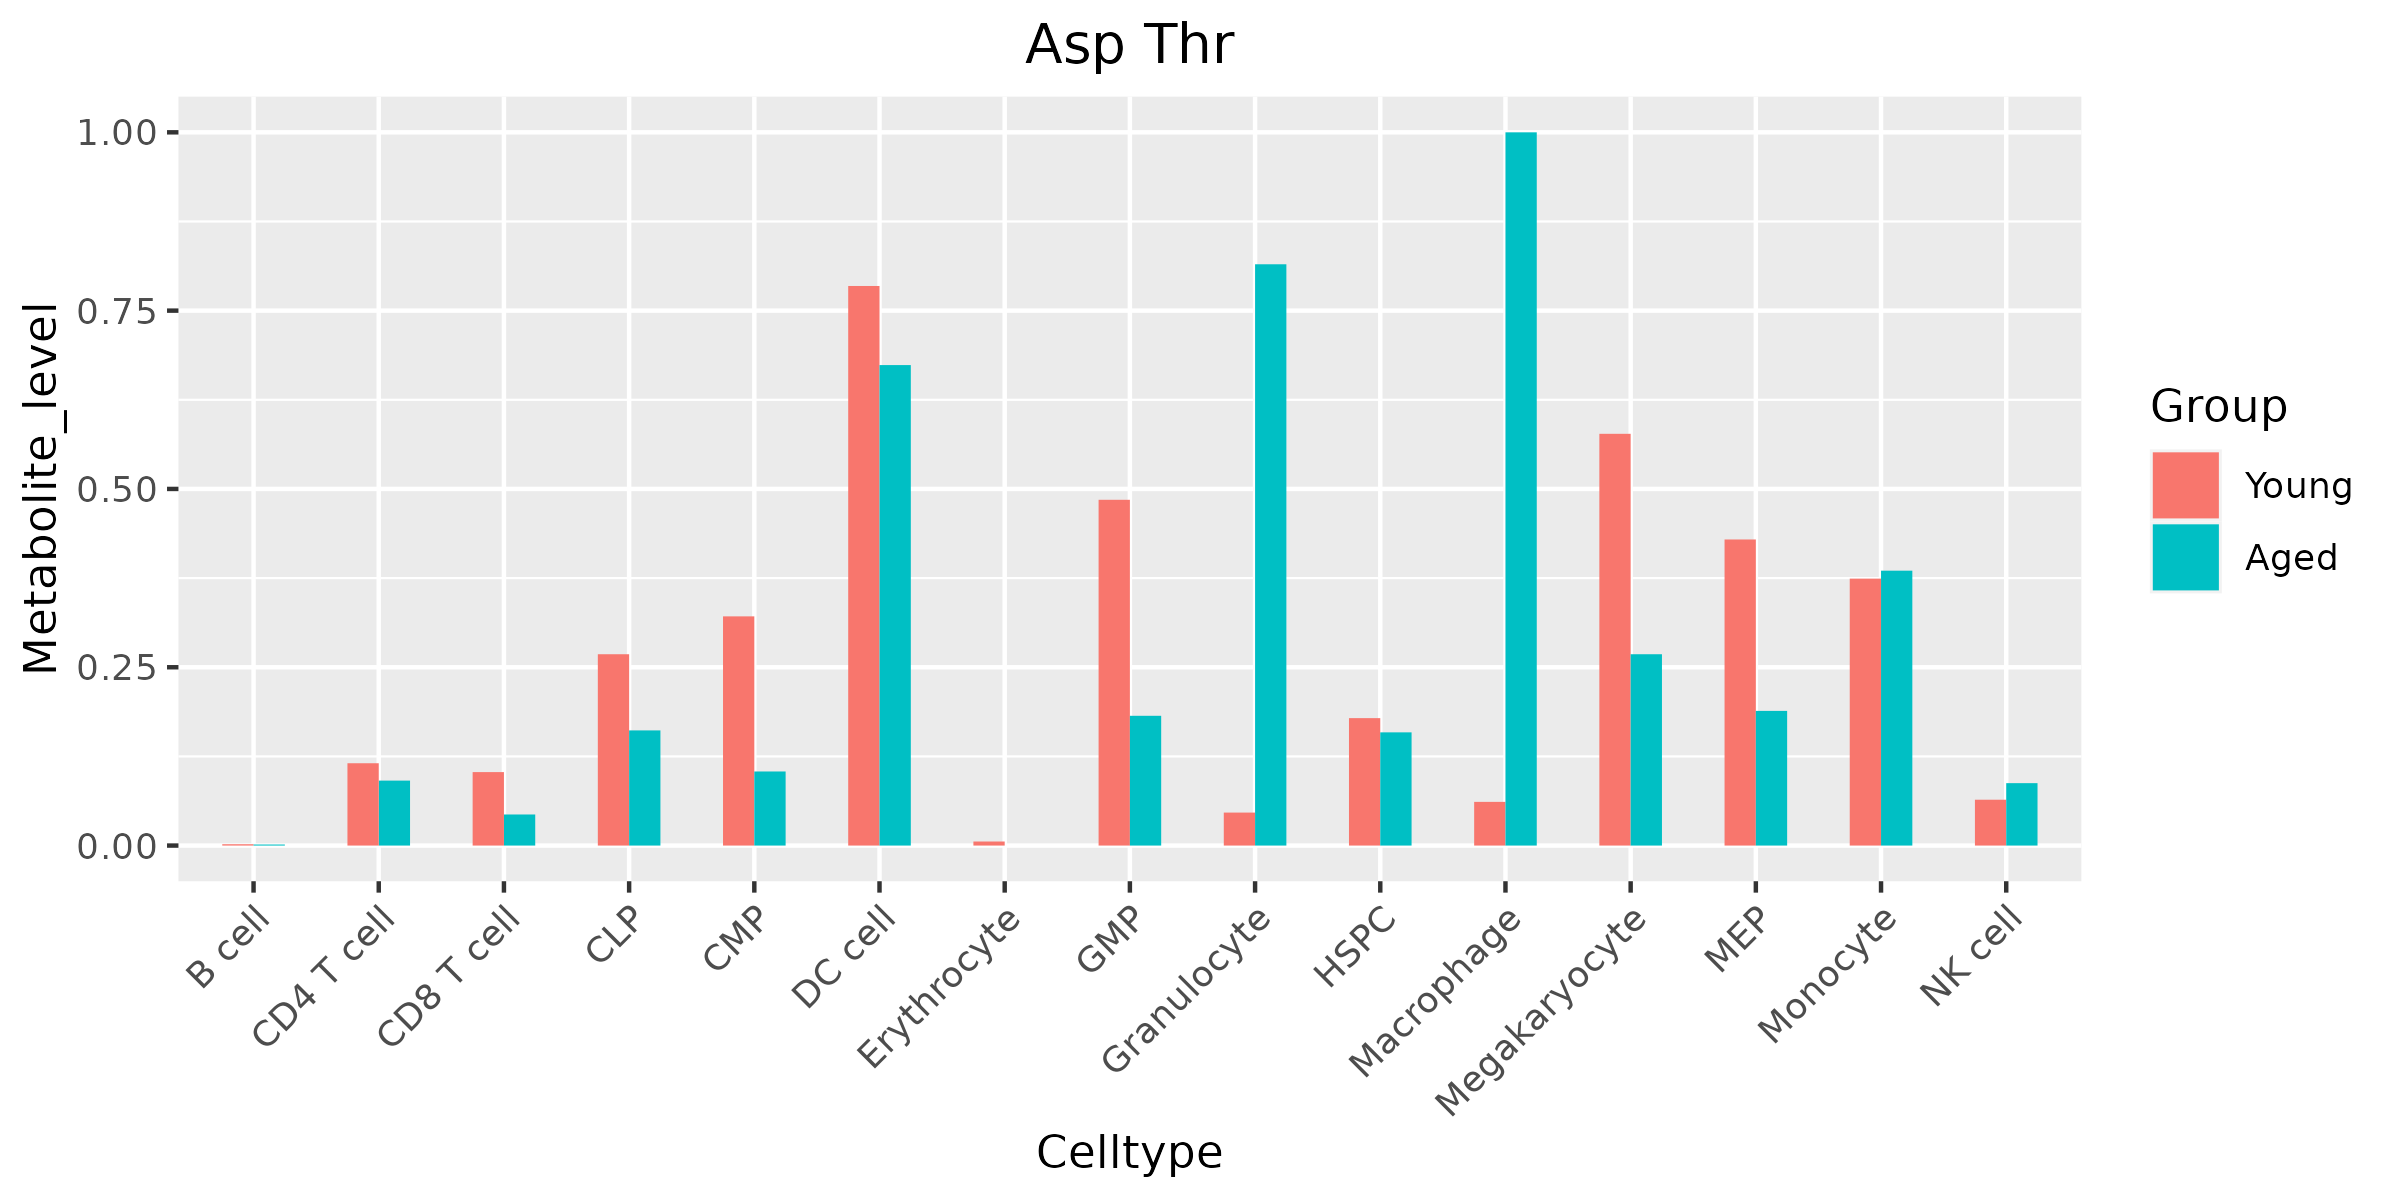 Asp Thr
Metabolite_level
1.00
0.75
0.50
0.25
0.00
B cell
CD4 T cell
CD8 T cell
CLP
CMP
DC cell
Erythrocyte
GMP
Granulocyte
HSPC
Macrophage
Megakaryocyte
MEP
Monocyte
NK cell
Celltype
Group
Young
Aged